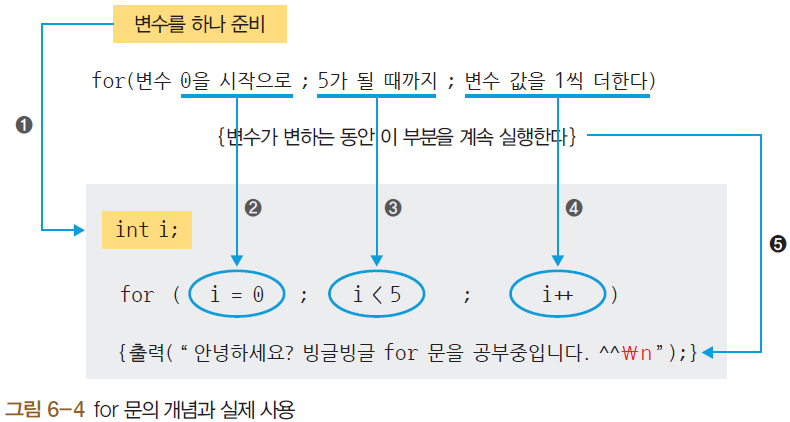 변수를 하나 준비
for(변수 0을 시작으로 ; 5가 될 때까지 ; 변수 값을 1씩 더한다)
❶
{변수가 변하는 동안 이 부분을 계속 실행한다}
❷ ❸ ❹
int i;
❺
for ( i = 0 ; i < 5 ; i++ )
{출력( “ 안녕하세요? 빙글빙글 for 문을 공부중입니다. ^^₩n ” );}
그림 6-4 for 문의 개념과 실제 사용